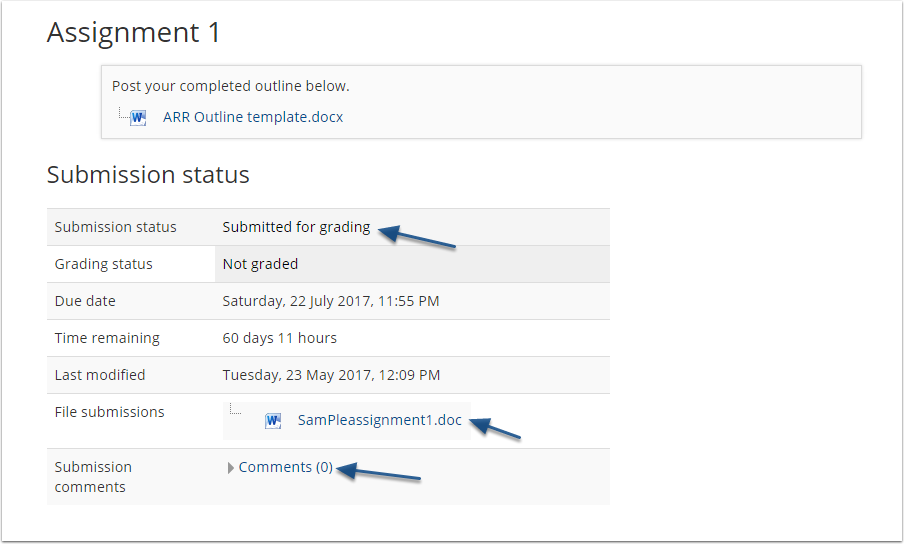 Assignment 1
Post your completed outline below.
ARR Outline template.docx
Submission status
Submission status Submitted for grading
Grading status Not graded
Due date Saturday, 22 July 2017, 11:55 PM
Time remaining 60 days 11 hours
Last modified Tuesday, 23 May 2017, 12:09 PM
File submissions
SamPleassignment1.doc
Submission Comments (0)
comments